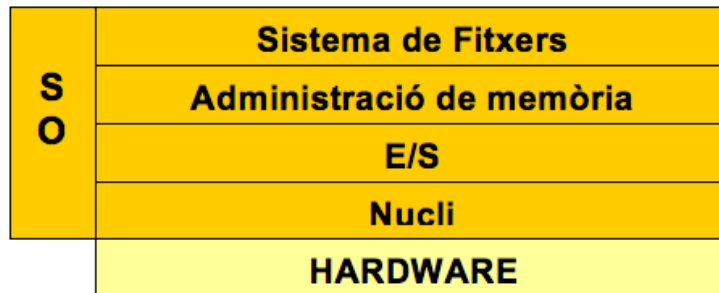 S
O
Sistema de Fitxers
Administració de memòria
E/S
Nucli
HARDWARE